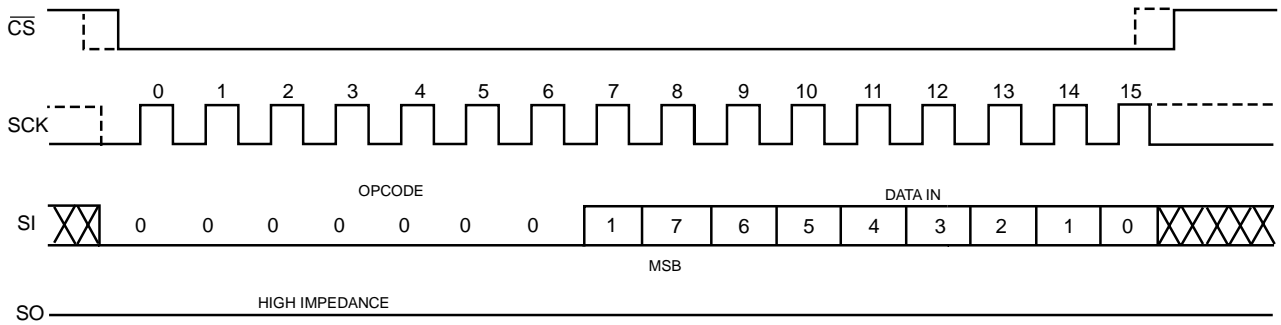 CS
0 1 2 3 4 5 6 7 8 9 10 11 12 13 14 15
SCK
OPCODE DATA IN
SI 0 0 0 0 0 0 0 1 7 6 5 4 3 2 1 0
MSB
HIGH IMPEDANCE
SO